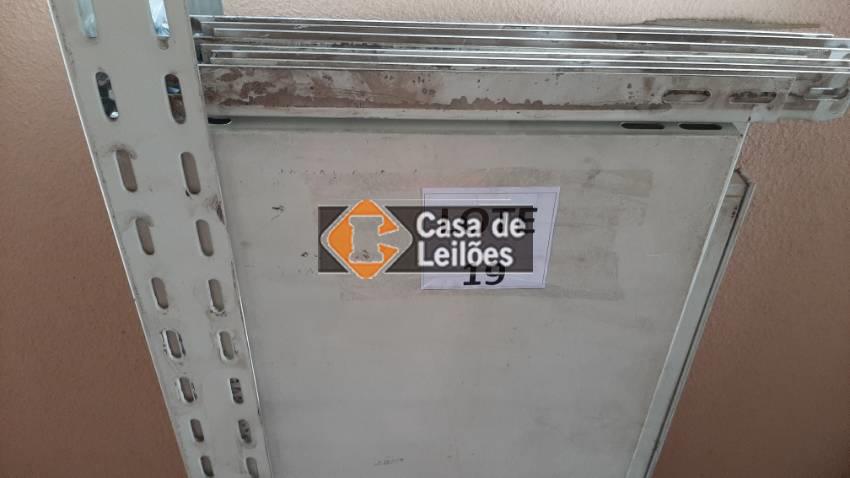 LOTE
Casa de
Leilões
19